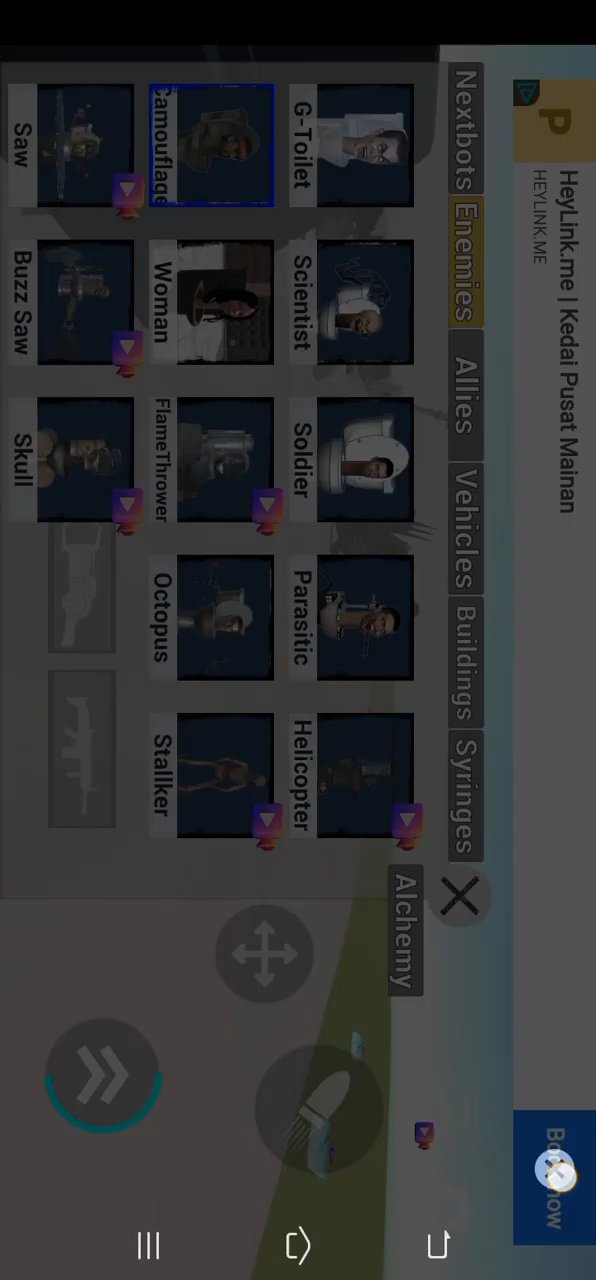 P
HeyLink.me | Kedai Pusat Mainan
HEYLINK.ME
Nextbots
Enemies
Allies
Vehicles
Buildings
Syringes
G-Toilet
Scientist
Soldier
Parasitic
Helicopter
Camouflage
Woman
FlameThrower
Octopus
Stallker
Saw
Buzz Saw
Skull
Alchemy